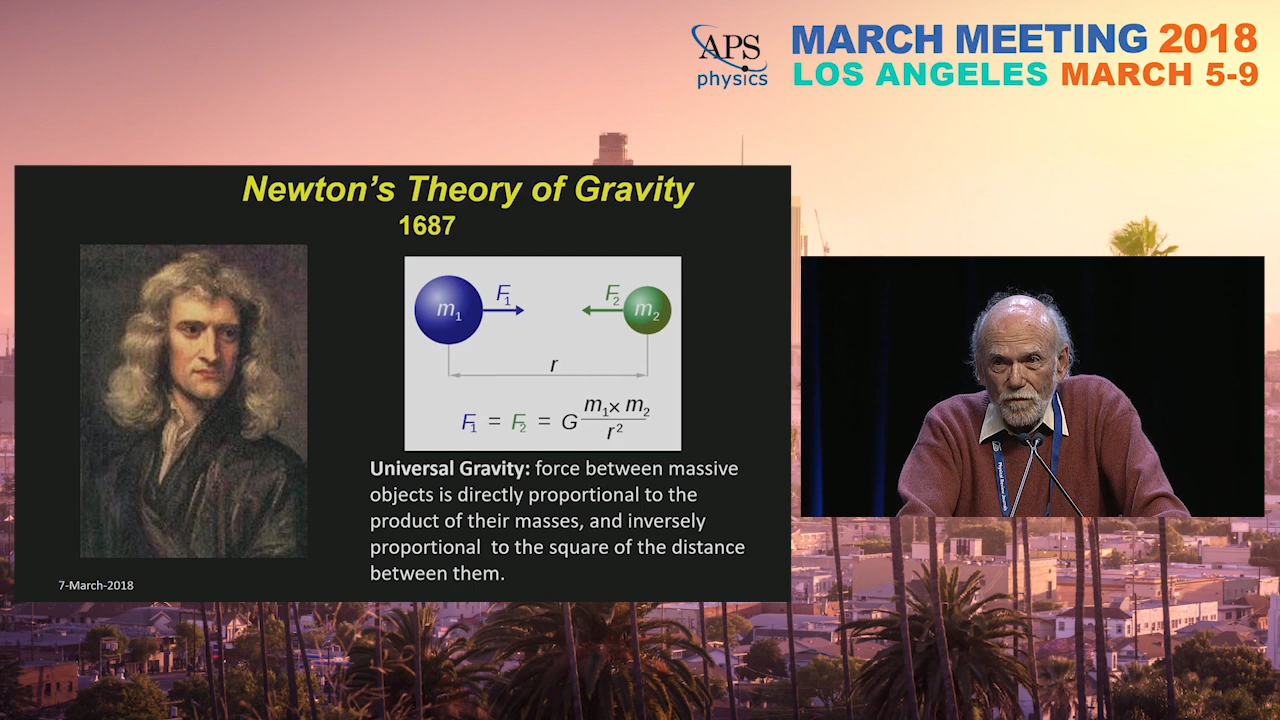 APS
physics
MARCH MEETING 2018
LOS ANGELES MARCH 5-9
Newton's Theory of Gravity
1687
m1
F1
F2
m2
r
F1 = F2 = G m1× m2
r2
Universal Gravity: force between massive
objects is directly proportional to the
product of their masses, and inversely
proportional to the square of the distance
between them.
7-March-2018